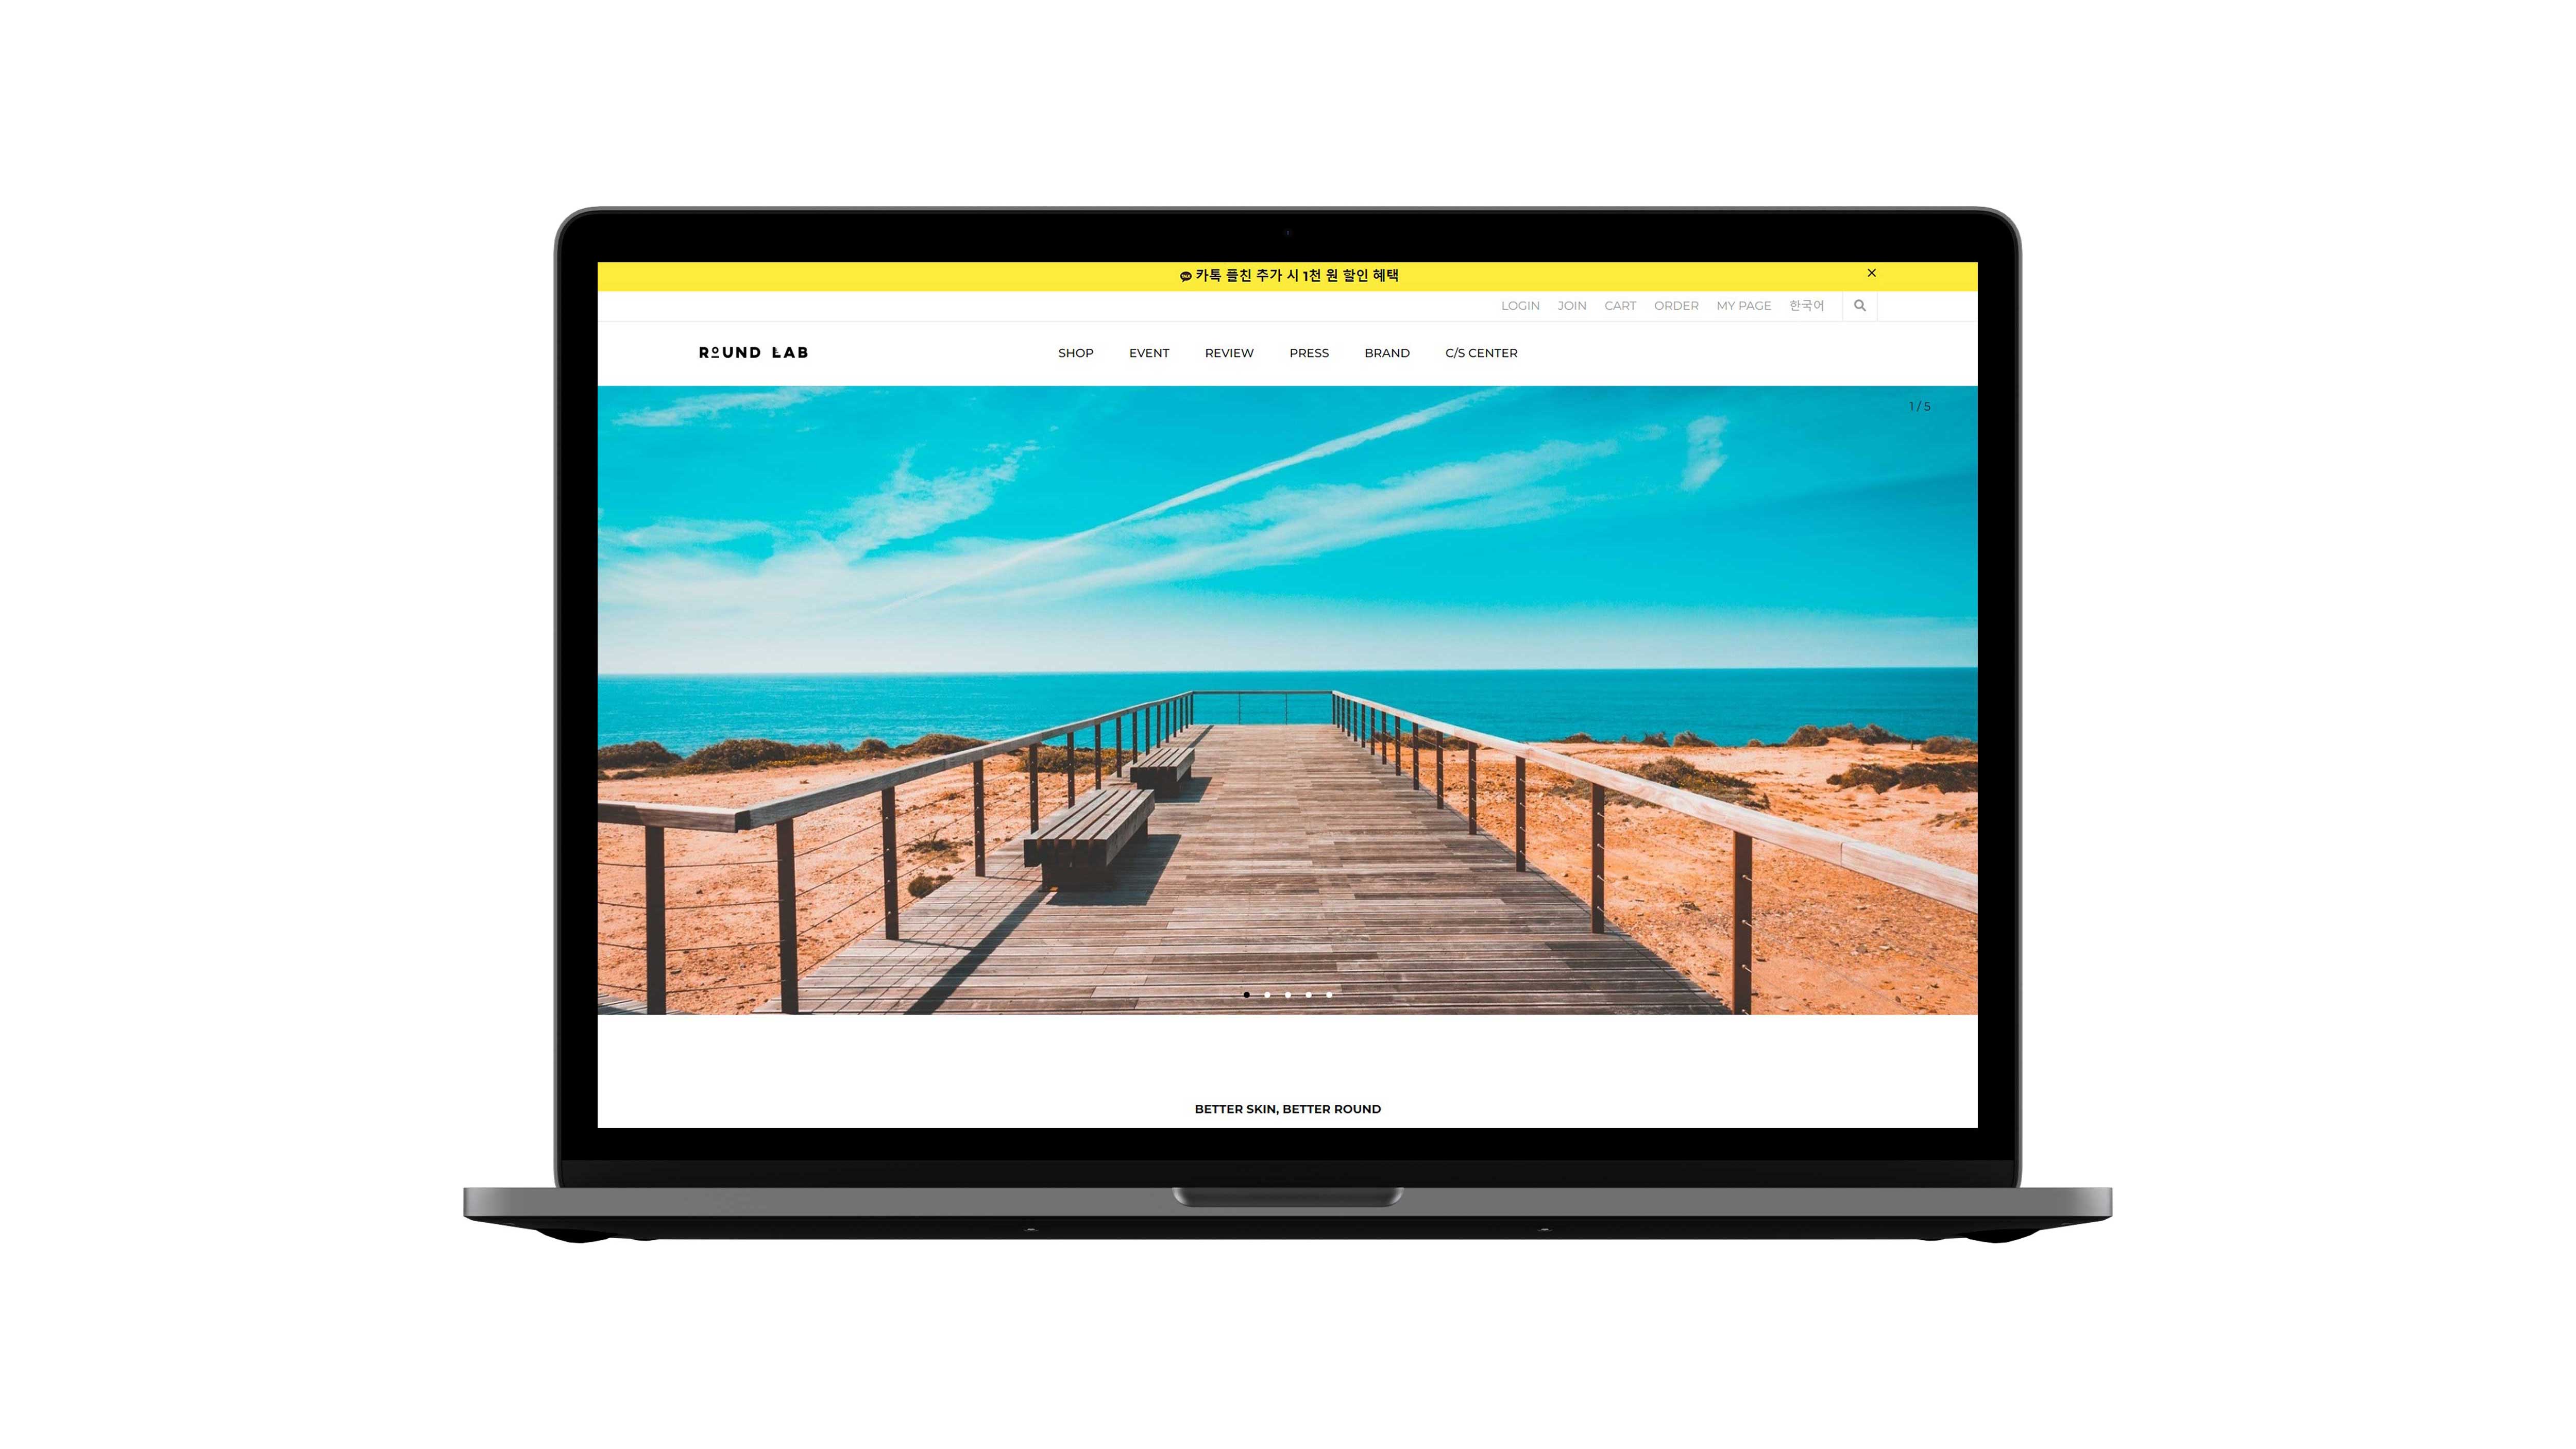 카톡 플친 추가 시 1천 원 할인 혜택
LOGIN JOIN CART ORDER MY PAGE 한국어
ROUND LAB
SHOP EVENT REVIEW PRESS BRAND C/S CENTER
1 / 5
BETTER SKIN, BETTER ROUND